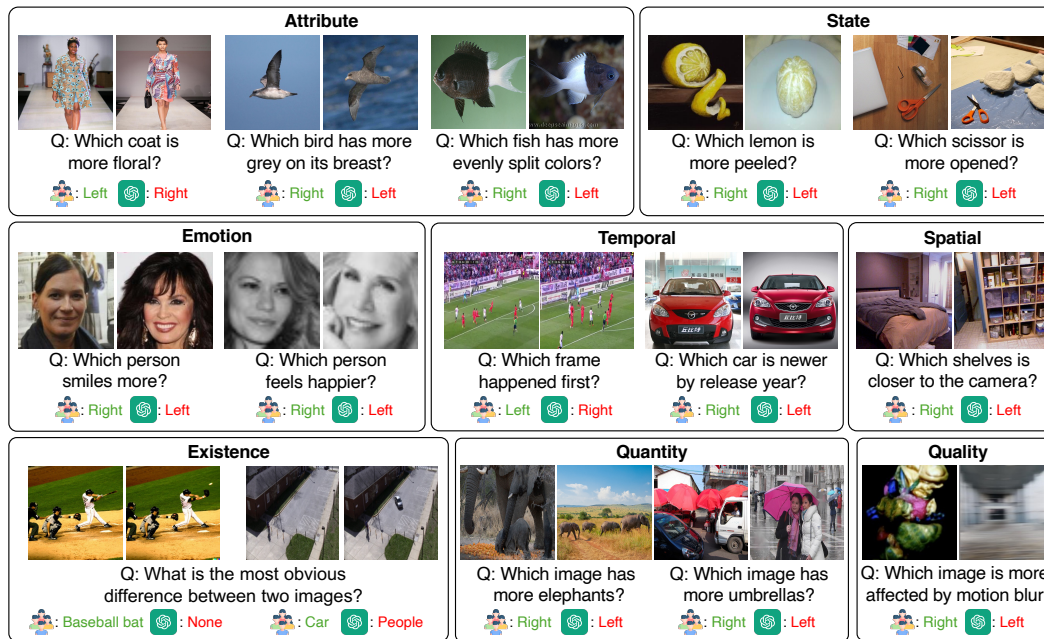 Attribute
Q: Which coat is
more floral?
: Left : Right
Q: Which bird has more
grey on its breast?
: Right : Left
Q: Which fish has more
evenly split colors?
: Right : Left
State
Q: Which lemon is
more peeled?
: Right : Left
Q: Which scissor is
more opened?
: Right : Left
Emotion
Q: Which person
smiles more?
: Right : Left
Q: Which person
feels happier?
: Right : Left
Temporal
Q: Which frame
happened first?
: Left : Right
Q: Which car is newer
by release year?
: Right : Left
Spatial
Q: Which shelves is
closer to the camera?
: Right : Left
Existence
Q: What is the most obvious
difference between two images?
: Baseball bat : None
: Car : People
Quantity
Q: Which image has
more elephants?
: Right : Left
Q: Which image has
more umbrellas?
: Right : Left
Quality
Q: Which image is more
affected by motion blur
: Right : Left